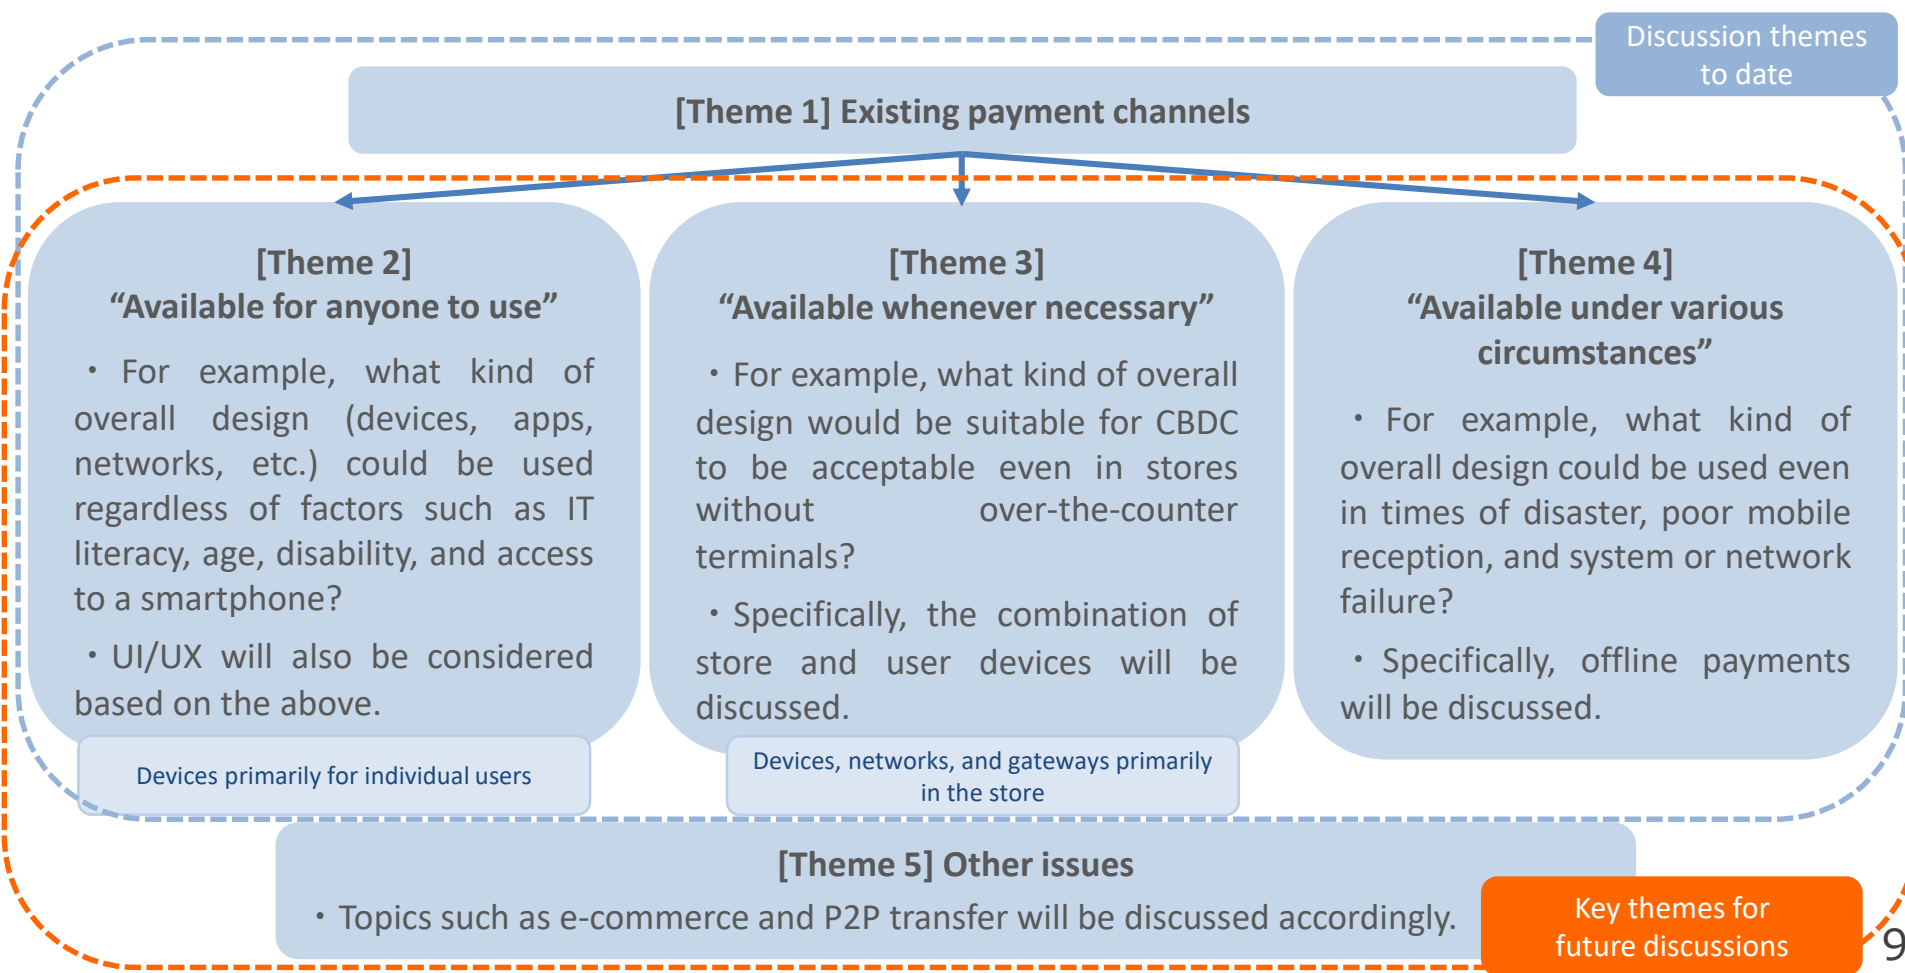 Discussion themes
to date
[Theme 1] Existing payment channels
[Theme 2]
“Available for anyone to use”
・For example, what kind of
overall design (devices, apps,
networks, etc.) could be used
regardless of factors such as IT
literacy, age, disability, and access
to a smartphone?
・UI/UX will also be considered
based on the above.
Devices primarily for individual users
[Theme 3]
“Available whenever necessary”
・For example, what kind of overall
design would be suitable for CBDC
to be acceptable even in stores
without over-the-counter
terminals?
・Specifically, the combination of
store and user devices will be
discussed.
Devices, networks, and gateways primarily
in the store
[Theme 4]
“Available under various
circumstances”
・For example, what kind of
overall design could be used even
in times of disaster, poor mobile
reception, and system or network
failure?
・Specifically, offline payments
will be discussed.
[Theme 5] Other issues
・Topics such as e-commerce and P2P transfer will be discussed accordingly.
Key themes for
future discussions
9